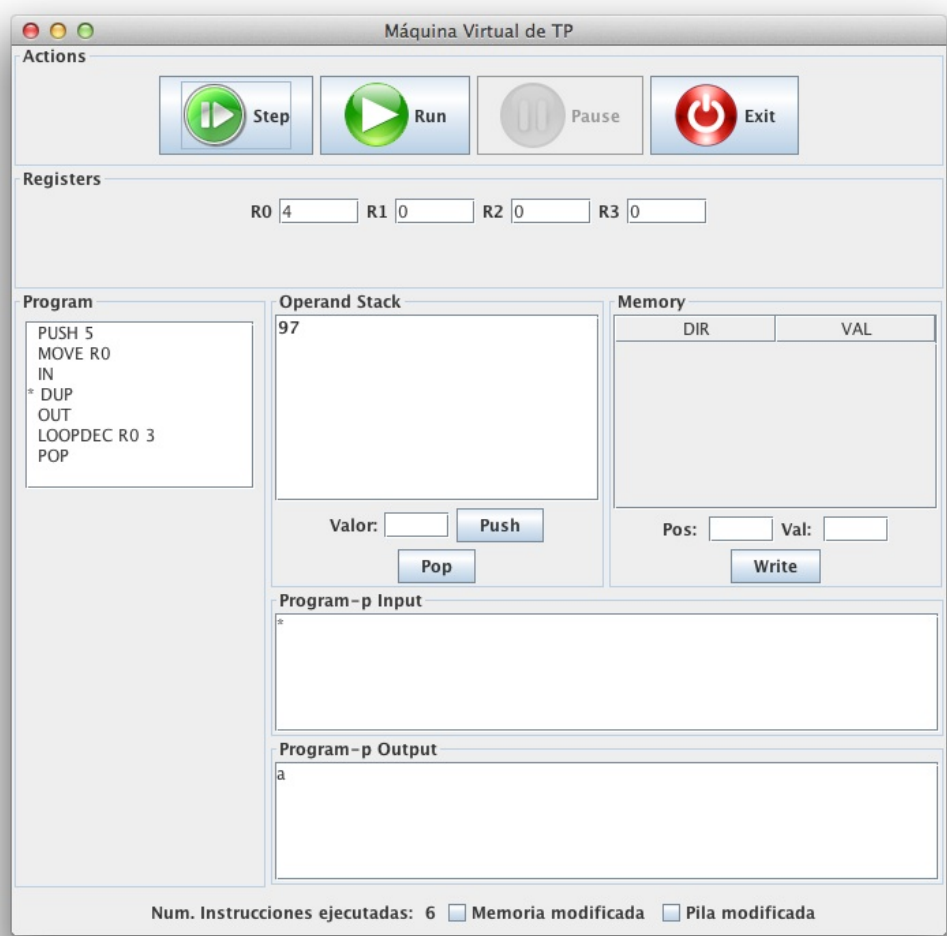 Máquina Virtual de TP
Actions
Step Run Pause Exit
Registers
R0 4 R1 0 R2 0 R3 0
Program
PUSH 5
MOVE R0
IN
* DUP
OUT
LOOPDEC R0 3
POP
Operand Stack
97
Valor: Push
Pop
Memory
DIR VAL
Pos: Val:
Write
Program-p Input
*
Program-p Output
a
Num. Instrucciones ejecutadas: 6 Memoria modificada Pila modificada